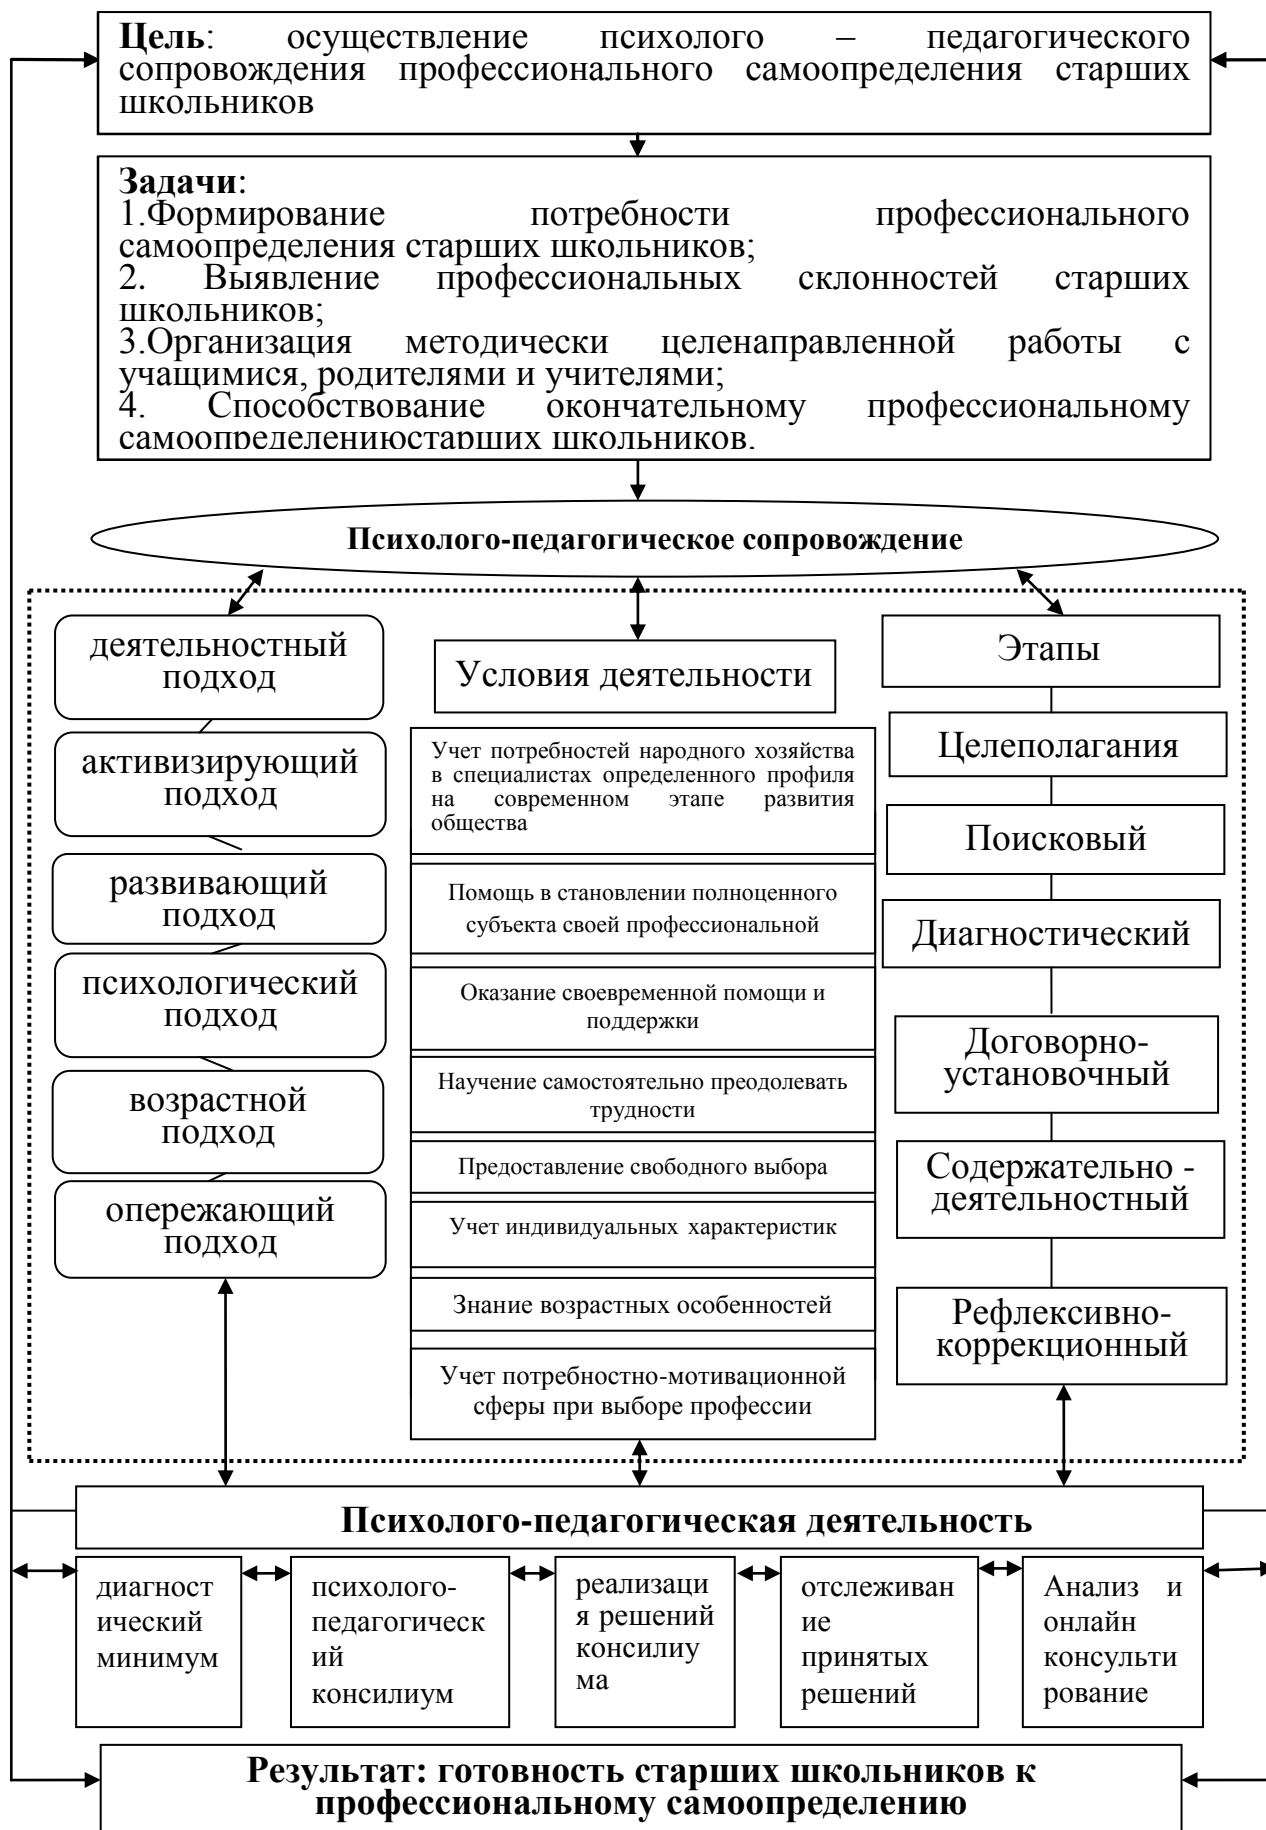 Цель: осуществление психолого – педагогического
сопровождения профессионального самоопределения старших
школьников
Задачи:
1.Формирование потребности профессионального
самоопределения старших школьников;
2. Выявление профессиональных склонностей старших
школьников;
3.Организация методически целенаправленной работы с
учащимися, родителями и учителями;
4. Способствование окончательному профессиональному
самоопределениюстарших школьников.
Психолого-педагогическое сопровождение
деятельностный
подход
активизирующий
подход
развивающий
подход
психологический
подход
возрастной
подход
опережающий
подход
Условия деятельности
Учет потребностей народного хозяйства
в специалистах определенного профиля
на современном этапе развития
общества
Помощь в становлении полноценного
субъекта своей профессиональной
Оказание своевременной помощи и
поддержки
Научение самостоятельно преодолевать
трудности
Предоставление свободного выбора
Учет индивидуальных характеристик
Знание возрастных особенностей
Учет потребностно-мотивационной
сферы при выборе профессии
Этапы
Целеполагания
Поисковый
Диагностический
Договорно-
установочный
Содержательно -
деятельностный
Рефлексивно-
коррекционный
Психолого-педагогическая деятельность
диагност
ический
минимум
психолого-
педагогическ
ий
консилиум
реализаци
я решений
консилиу
ма
отслеживан
ие
принятых
решений
Анализ и
онлайн
консульти
рование
Результат: готовность старших школьников к
профессиональному самоопределению